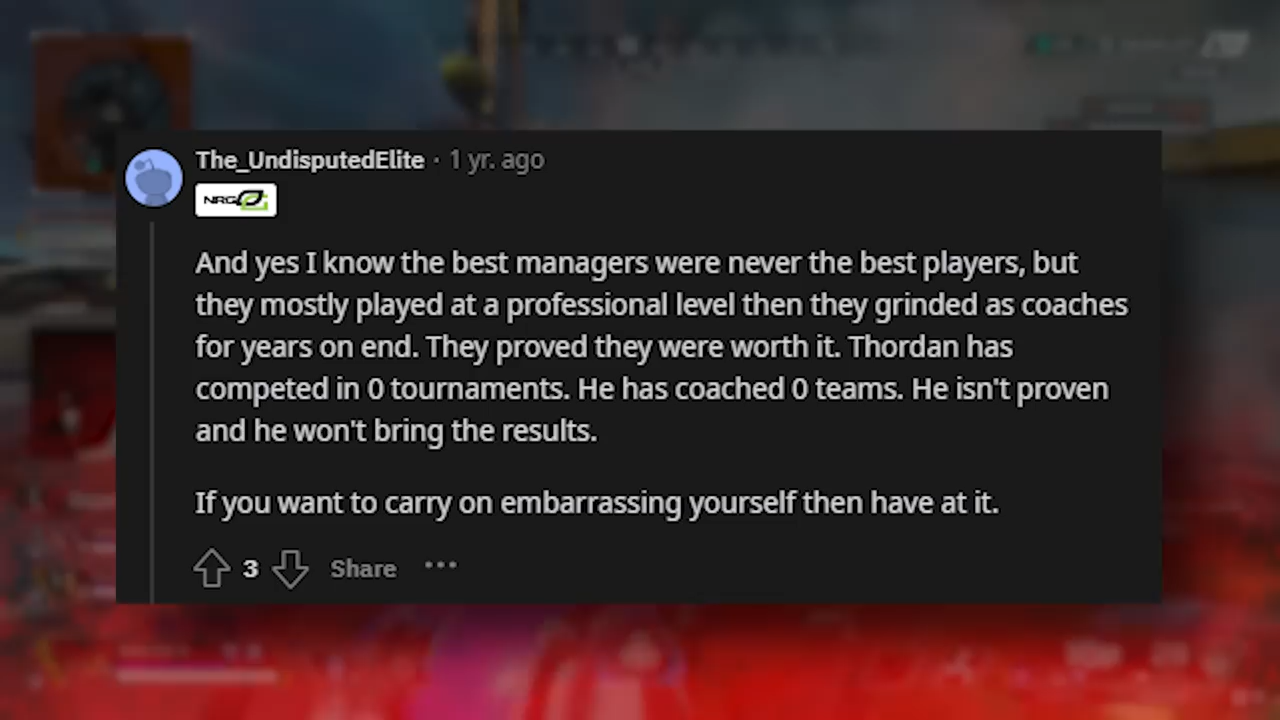 The_UndisputedElite · 1 yr. ago
NRG
And yes I know the best managers were never the best players, but
they mostly played at a professional level then they grinded as coaches
for years on end. They proved they were worth it. Thordan has
competed in 0 tournaments. He has coached 0 teams. He isn't proven
and he won't bring the results.
If you want to carry on embarrassing yourself then have at it.
3 Share ···